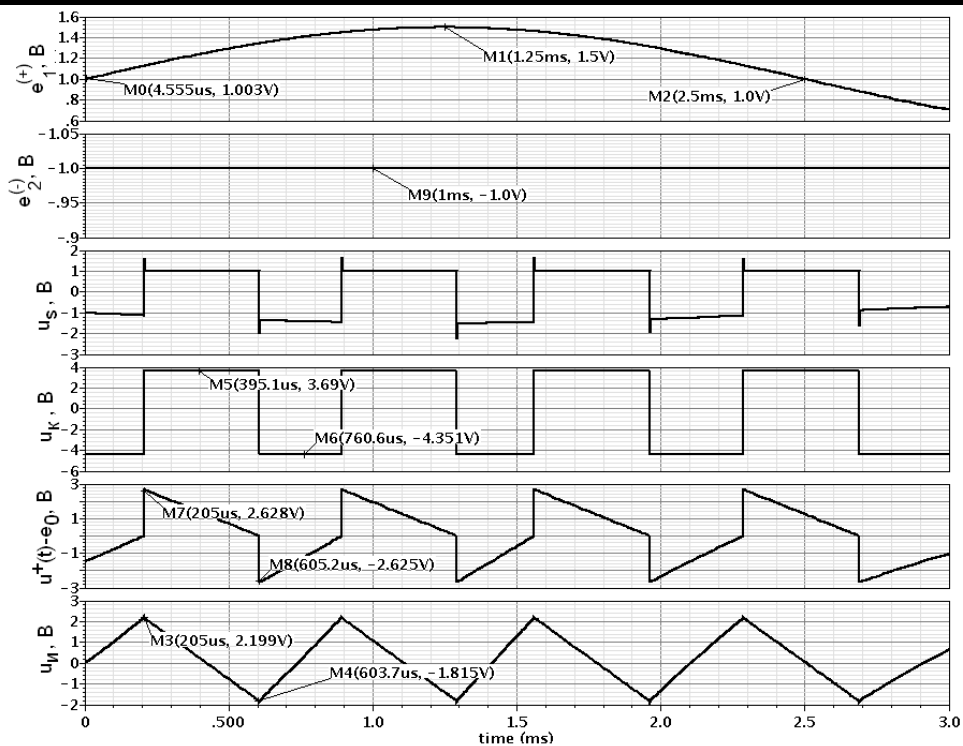 e₁⁽⁺⁾, В
1.6
1.4
1.2
1.0
.8
.6
M0(4.555us, 1.003V)
M1(1.25ms, 1.5V)
M2(2.5ms, 1.0V)
e₂⁽⁻⁾, В
-1.05
-1.0
-.95
-.9
M9(1ms, -1.0V)
u_S, В
2
1
0
-1
-2
-3
u_К, В
4
2
0
-2
-4
-6
M5(395.1us, 3.69V)
M6(760.6us, -4.351V)
u⁺(t)-e₀, В
3
1
-1
-3
M7(205us, 2.628V)
M8(605.2us, -2.625V)
u_И, В
2
1
0
-1
-2
M3(205us, 2.199V)
M4(603.7us, -1.815V)
0 .500 1.0 1.5 2.0 2.5 3.0
time (ms)